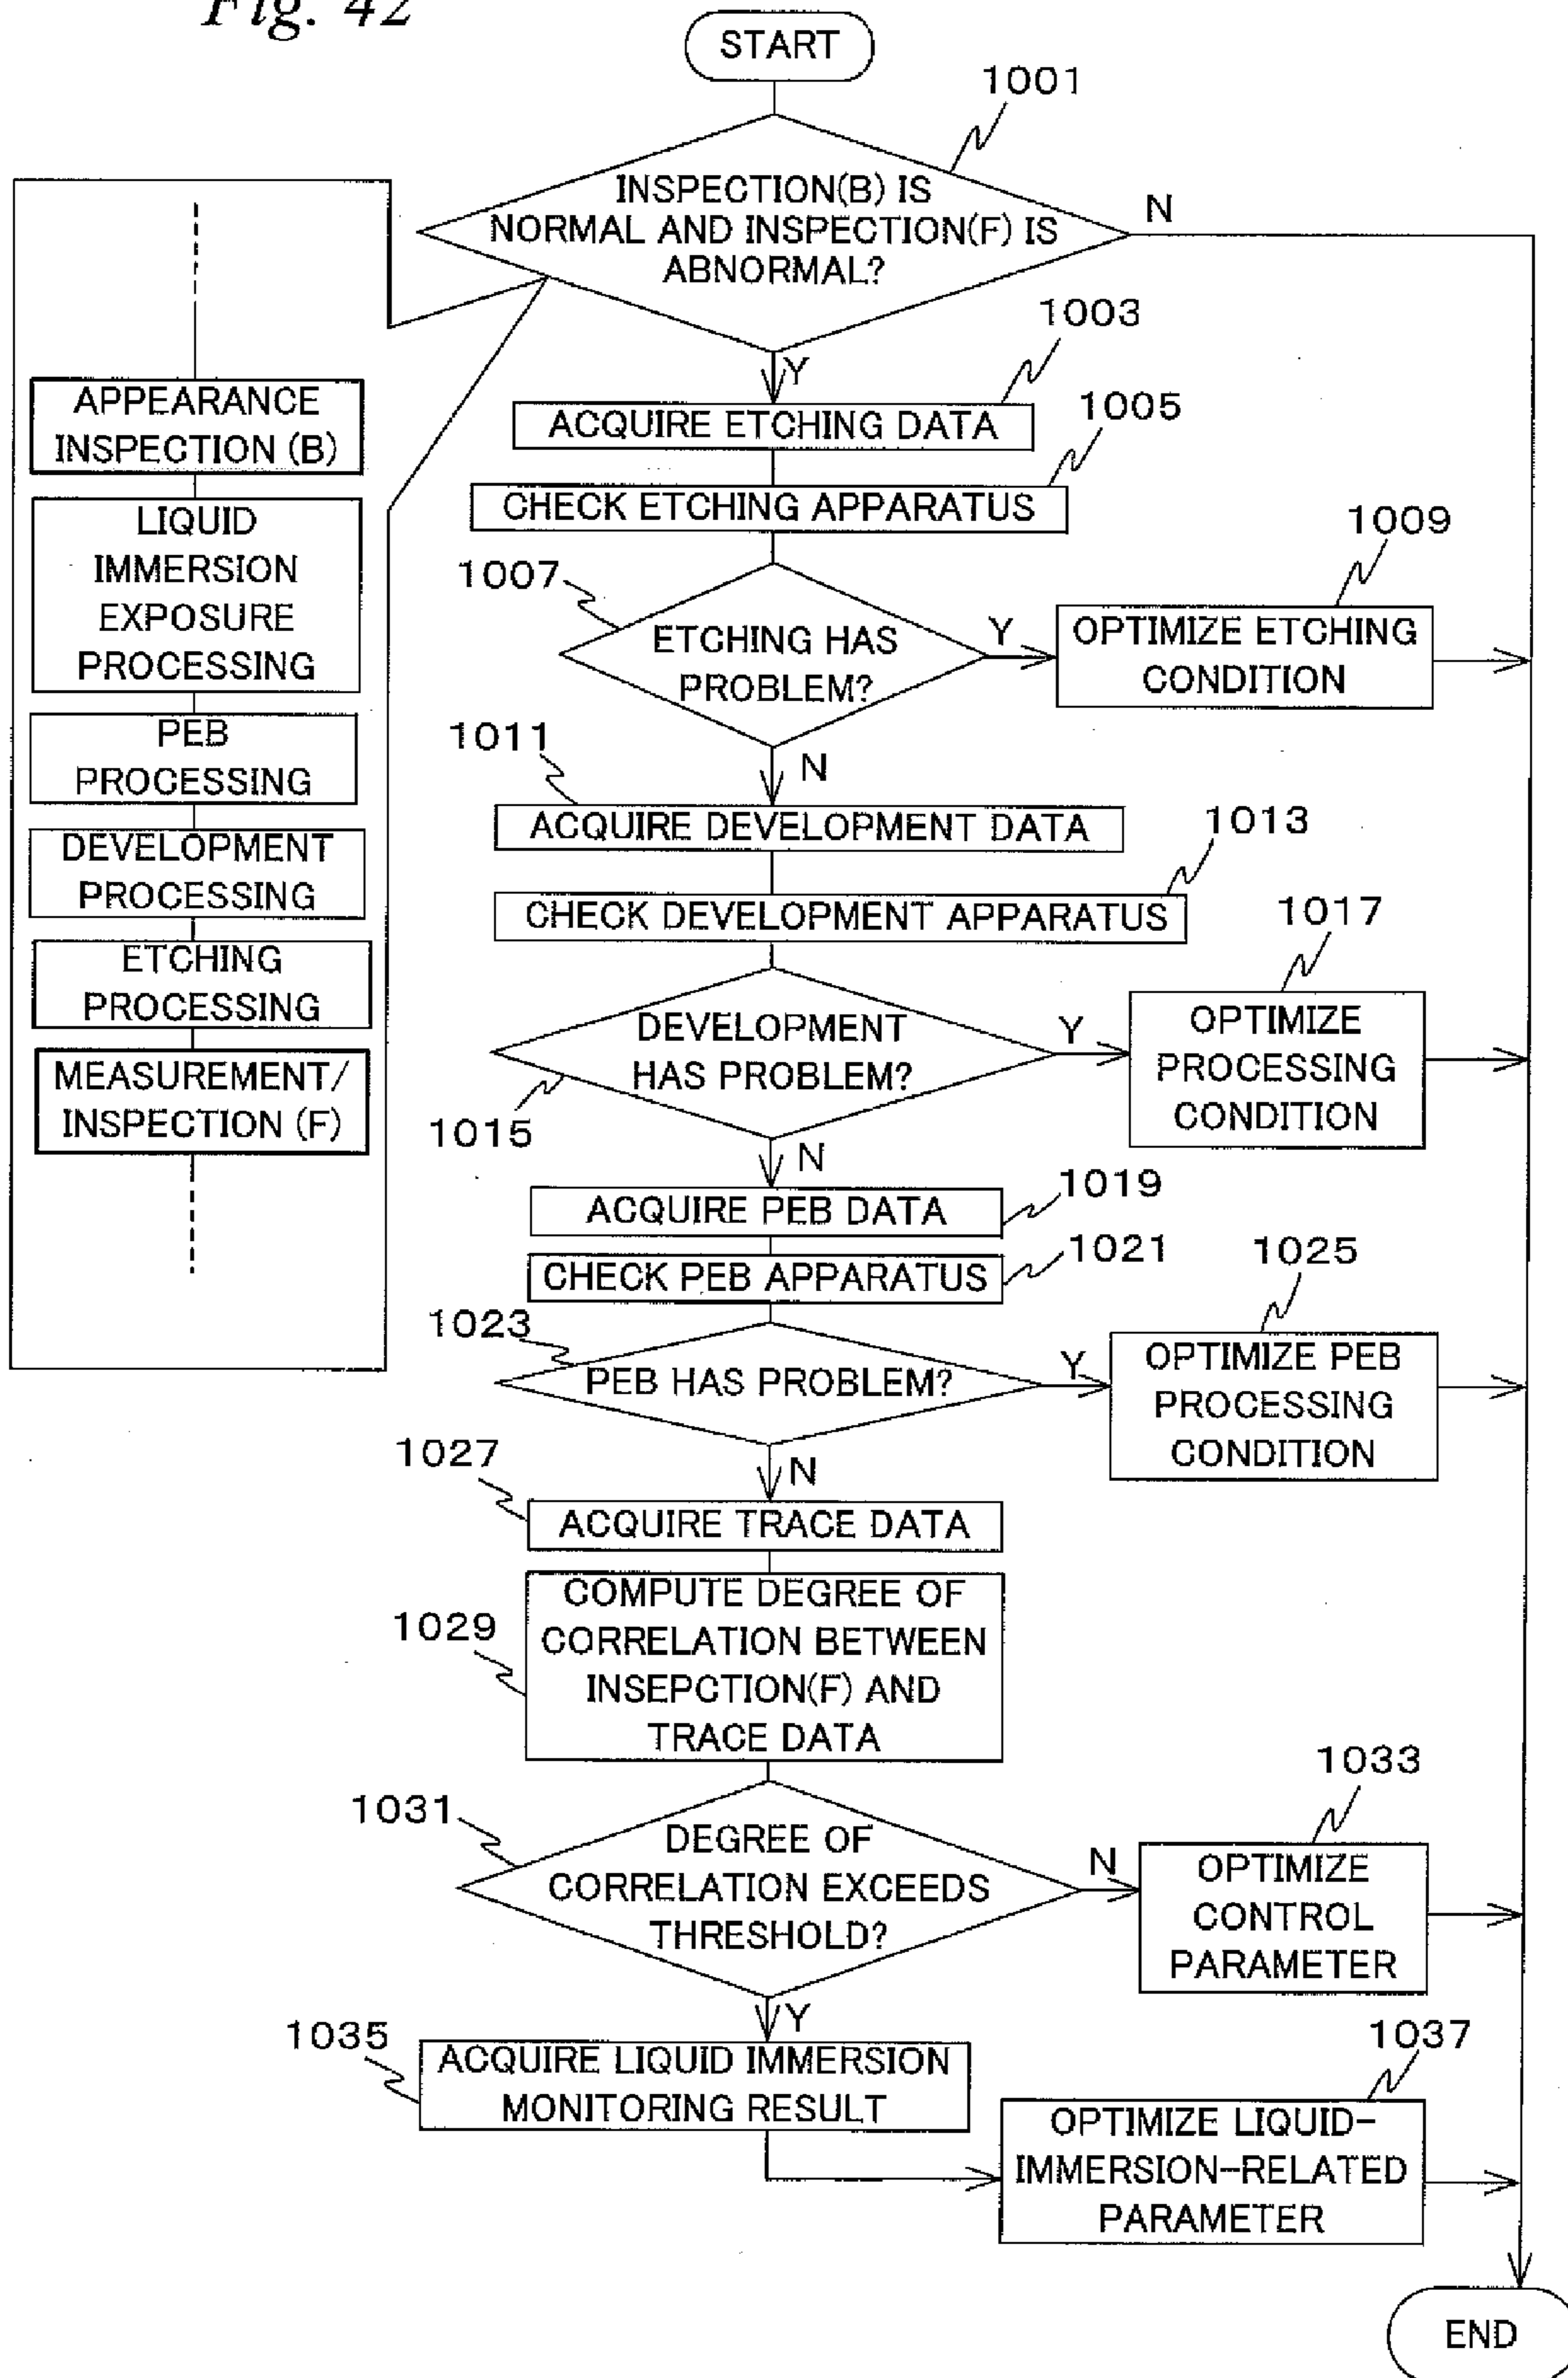 Fig. 42
START
1001
INSPECTION(B) IS
NORMAL AND INSPECTION(F) IS
ABNORMAL?
N
Y
APPEARANCE
INSPECTION (B)
LIQUID
IMMERSION
EXPOSURE
PROCESSING
PEB
PROCESSING
DEVELOPMENT
PROCESSING
ETCHING
PROCESSING
MEASUREMENT/
INSPECTION (F)
1003
ACQUIRE ETCHING DATA
1005
CHECK ETCHING APPARATUS
1007
ETCHING HAS
PROBLEM?
Y
1009
OPTIMIZE ETCHING
CONDITION
N
1011
ACQUIRE DEVELOPMENT DATA
1013
CHECK DEVELOPMENT APPARATUS
DEVELOPMENT
HAS PROBLEM?
1015
Y
1017
OPTIMIZE
PROCESSING
CONDITION
N
ACQUIRE PEB DATA
1019
CHECK PEB APPARATUS
1021
1023
PEB HAS PROBLEM?
Y
1025
OPTIMIZE PEB
PROCESSING
CONDITION
N
1027
ACQUIRE TRACE DATA
1029
COMPUTE DEGREE OF
CORRELATION BETWEEN
INSEPCTION(F) AND
TRACE DATA
1031
DEGREE OF
CORRELATION EXCEEDS
THRESHOLD?
N
1033
OPTIMIZE
CONTROL
PARAMETER
Y
1035
ACQUIRE LIQUID IMMERSION
MONITORING RESULT
1037
OPTIMIZE LIQUID-
IMMERSION-RELATED
PARAMETER
END